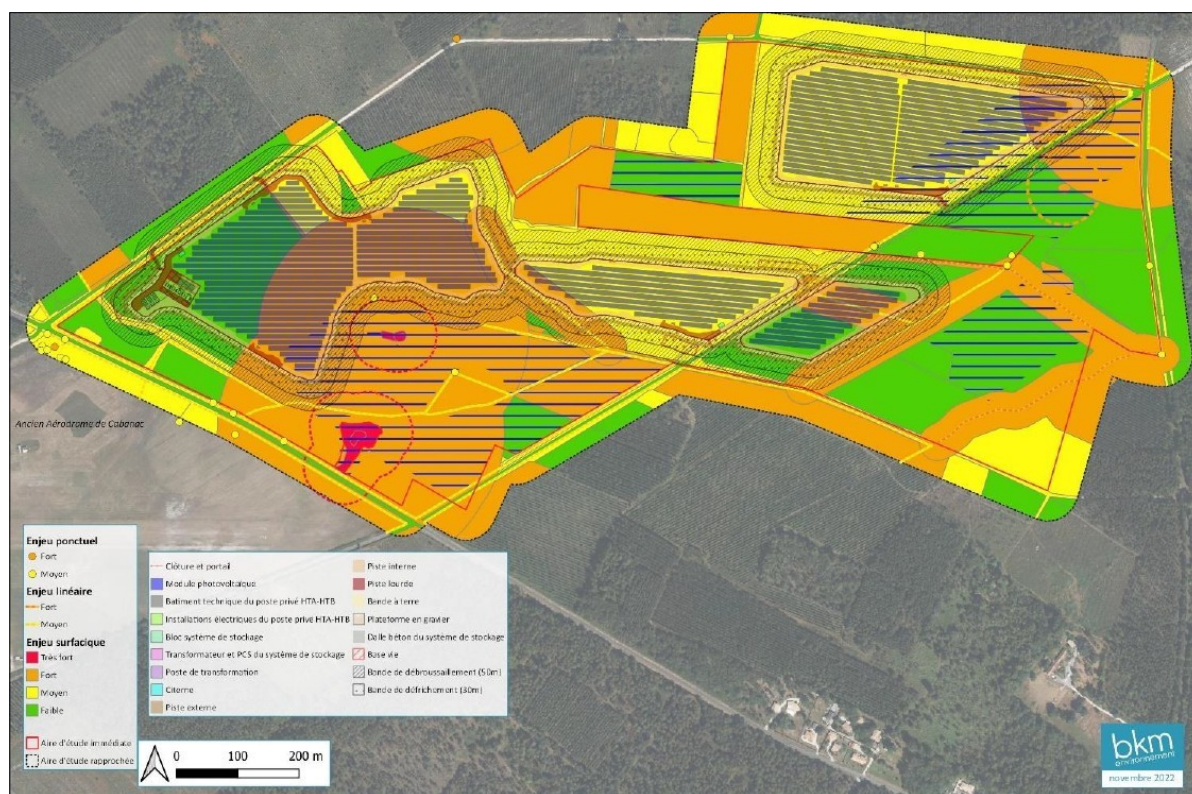 Ancien Aérodrome de Cabanac
Enjeu ponctuel
Fort
Moyen
Enjeu linéaire
Fort
Moyen
Enjeu surfacique
Très fort
Fort
Moyen
Faible
Aire d'étude immédiate
Aire d'étude rapprochée
Clôture et portail
Module photovoltaïque
Batiment technique du poste privé HTA-HTB
Installations électriques du poste privé HTA-HTB
Bloc système de stockage
Transformateur et PCS du système de stockage
Poste de transformation
Citerne
Piste externe
Piste interne
Piste lourde
Bande à terre
Plateforme en gravier
Dalle béton du système de stockage
Base vie
Bande de débroussaillement (50m)
Bande de défrichement (30m)
0 100 200 m
bkm
environnement
novembre 2022